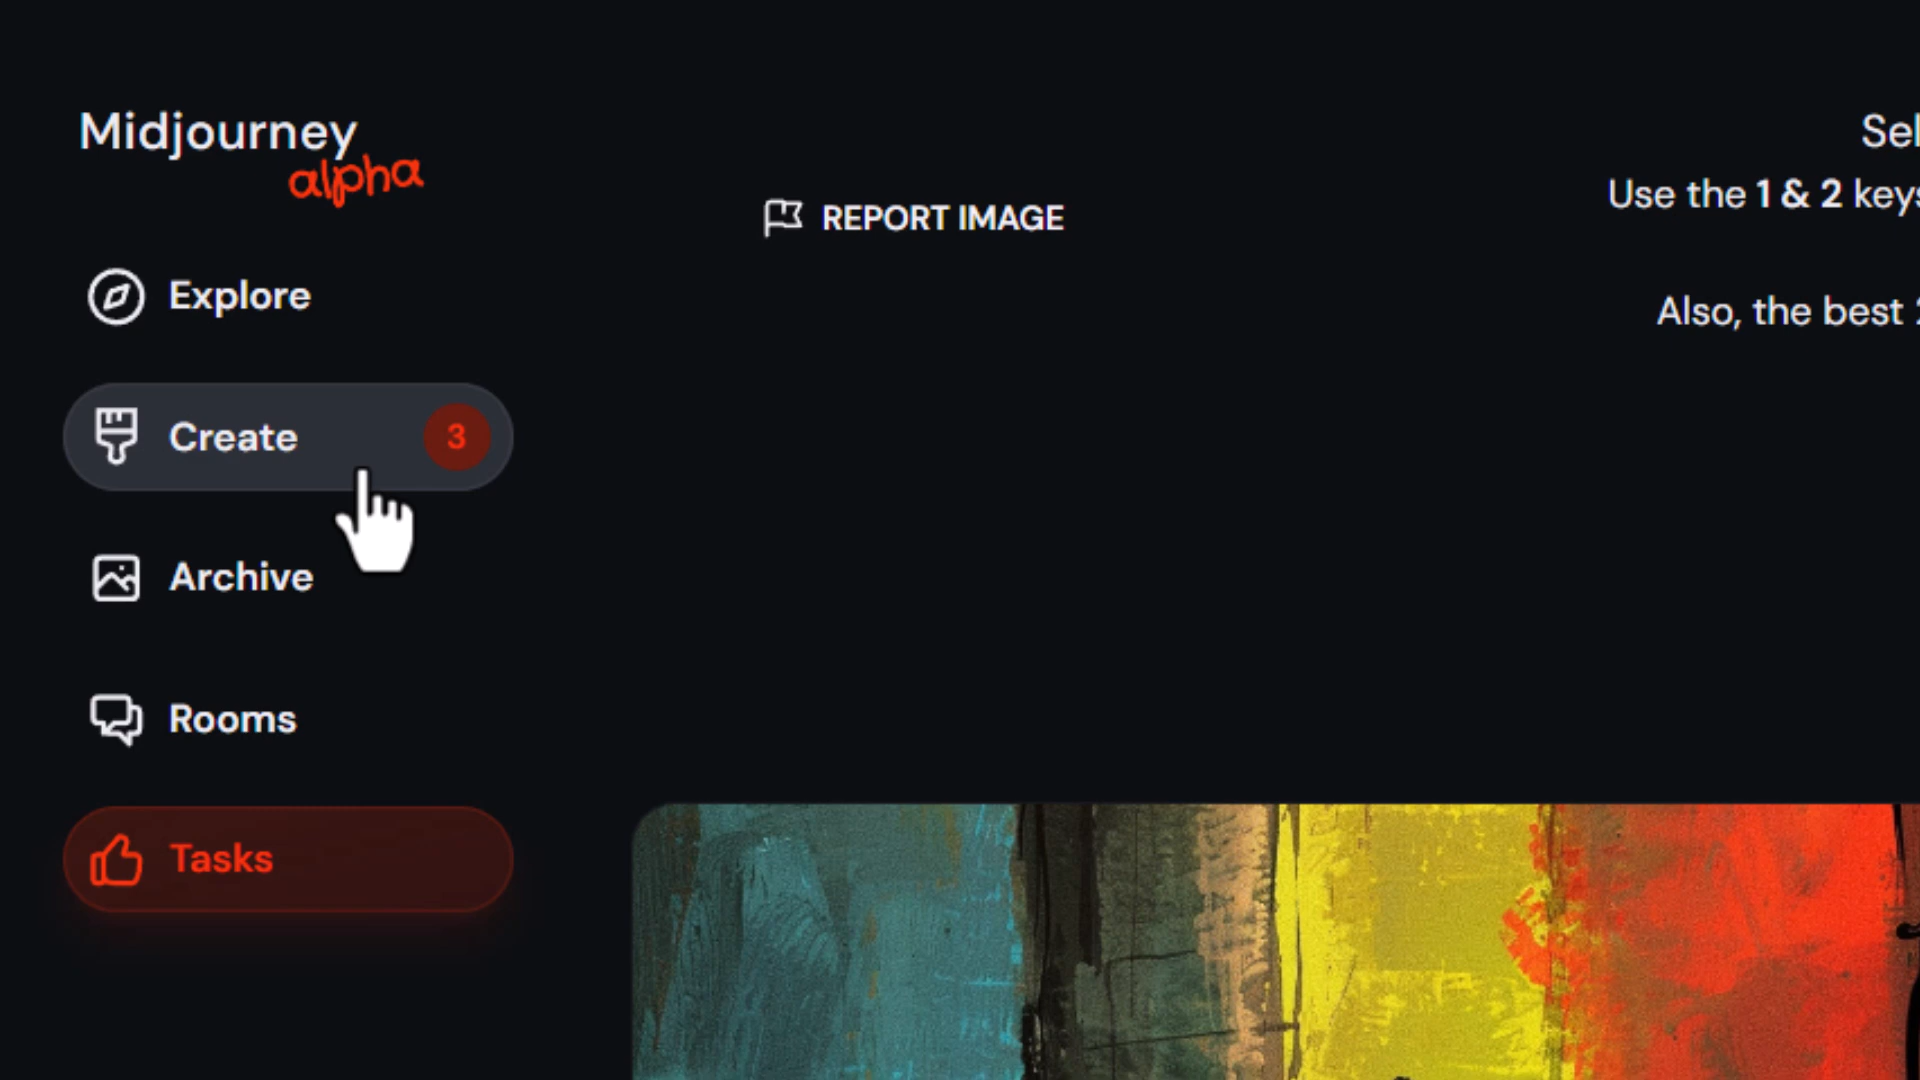 Midjourney
alpha
Explore
Create 3
Archive
Rooms
Tasks
REPORT IMAGE
Sel
Use the 1 & 2 keys
Also, the best